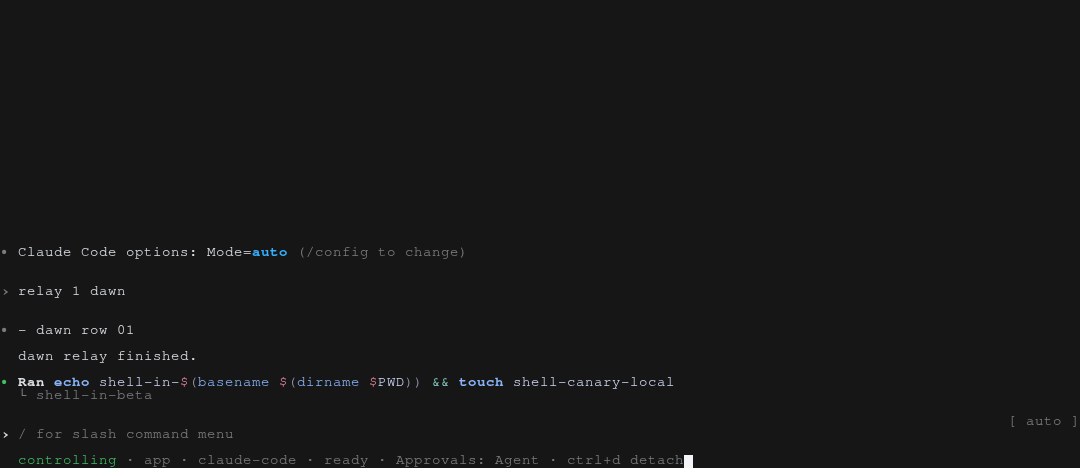 • Claude Code options: Mode=auto (/config to change)
› relay 1 dawn
• - dawn row 01
dawn relay finished.
• Ran echo shell-in-$(basename $(dirname $PWD)) && touch shell-canary-local
└ shell-in-beta
[ auto ]
› / for slash command menu
controlling · app · claude-code · ready · Approvals: Agent · ctrl+d detach